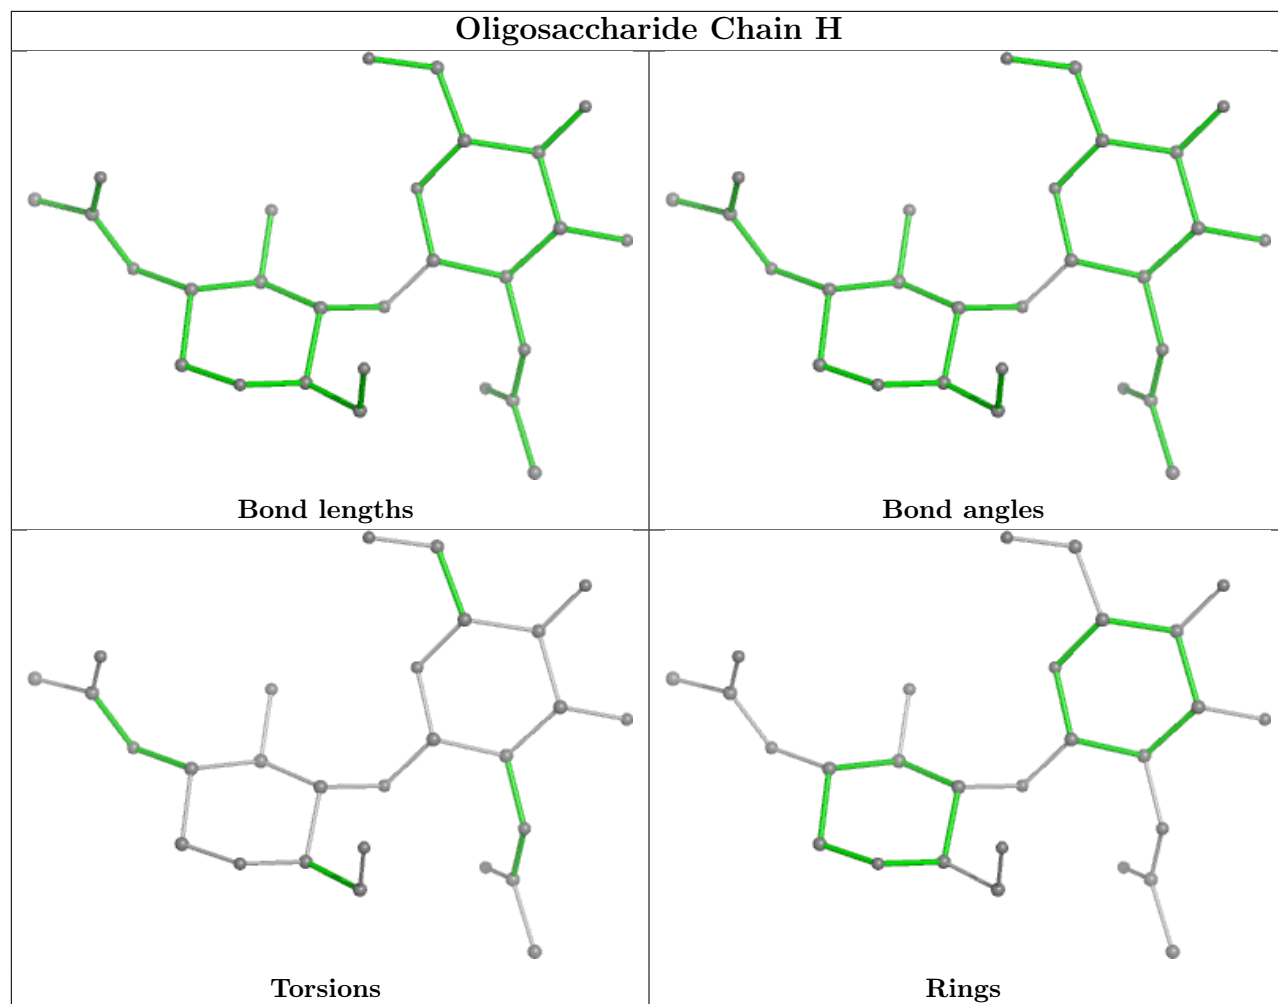 Oligosaccharide Chain H
Bond lengths
Bond angles
Torsions
Rings